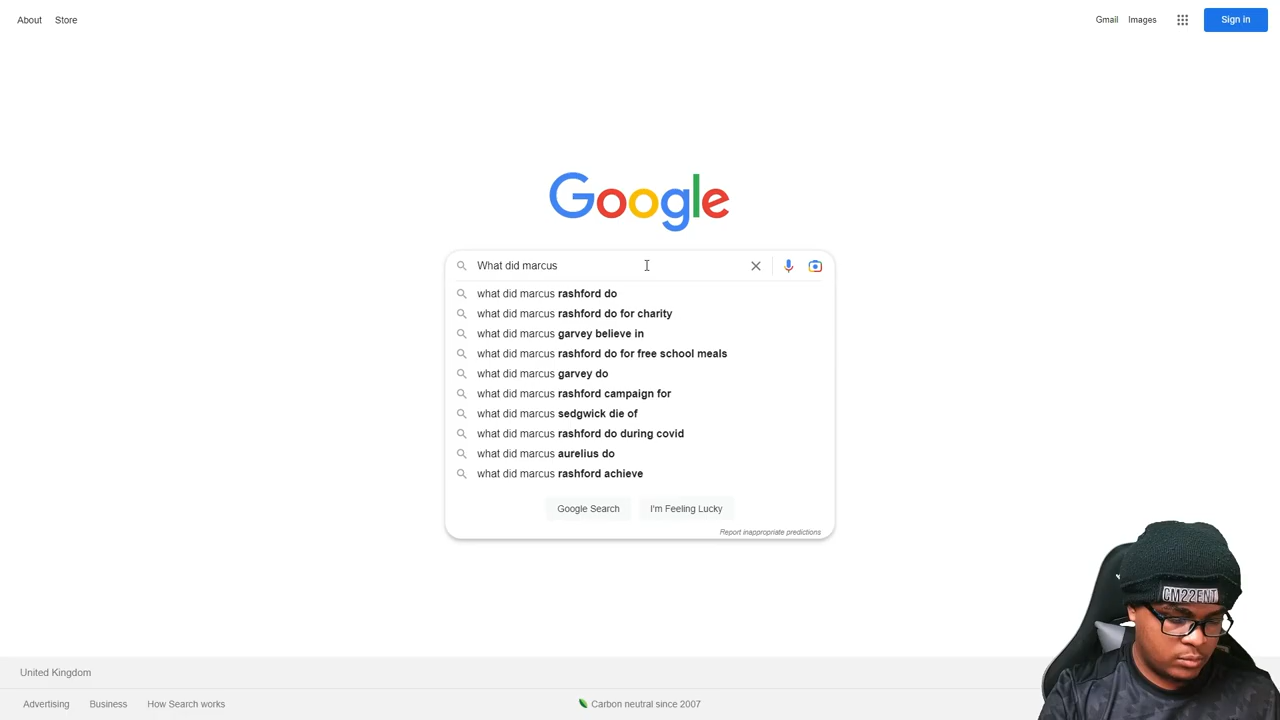 About Store
Gmail Images Sign in
Google
What did marcus
what did marcus rashford do
what did marcus rashford do for charity
what did marcus garvey believe in
what did marcus rashford do for free school meals
what did marcus garvey do
what did marcus rashford campaign for
what did marcus sedgwick die of
what did marcus rashford do during covid
what did marcus aurelius do
what did marcus rashford achieve
Google Search I'm Feeling Lucky
Report inappropriate predictions
CM22ENT
United Kingdom
Advertising Business How Search works Carbon neutral since 2007